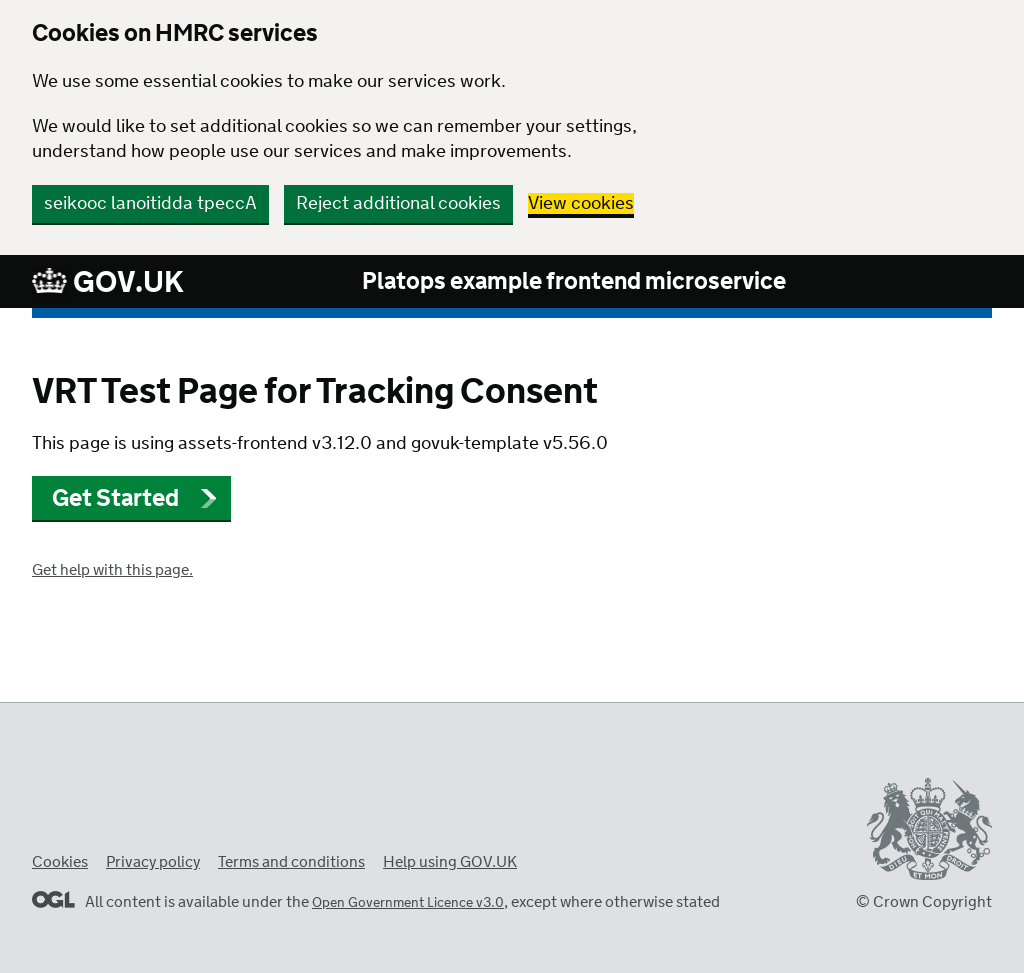 Cookies on HMRC services
We use some essential cookies to make our services work.
We would like to set additional cookies so we can remember your settings,
understand how people use our services and make improvements.
seikooc lanoitidda tpeccA Reject additional cookies View cookies
GOV.UK Platops example frontend microservice
VRT Test Page for Tracking Consent
This page is using assets-frontend v3.12.0 and govuk-template v5.56.0
Get Started
Get help with this page.
Cookies Privacy policy Terms and conditions Help using GOV.UK
OGL All content is available under the Open Government Licence v3.0, except where otherwise stated
© Crown Copyright